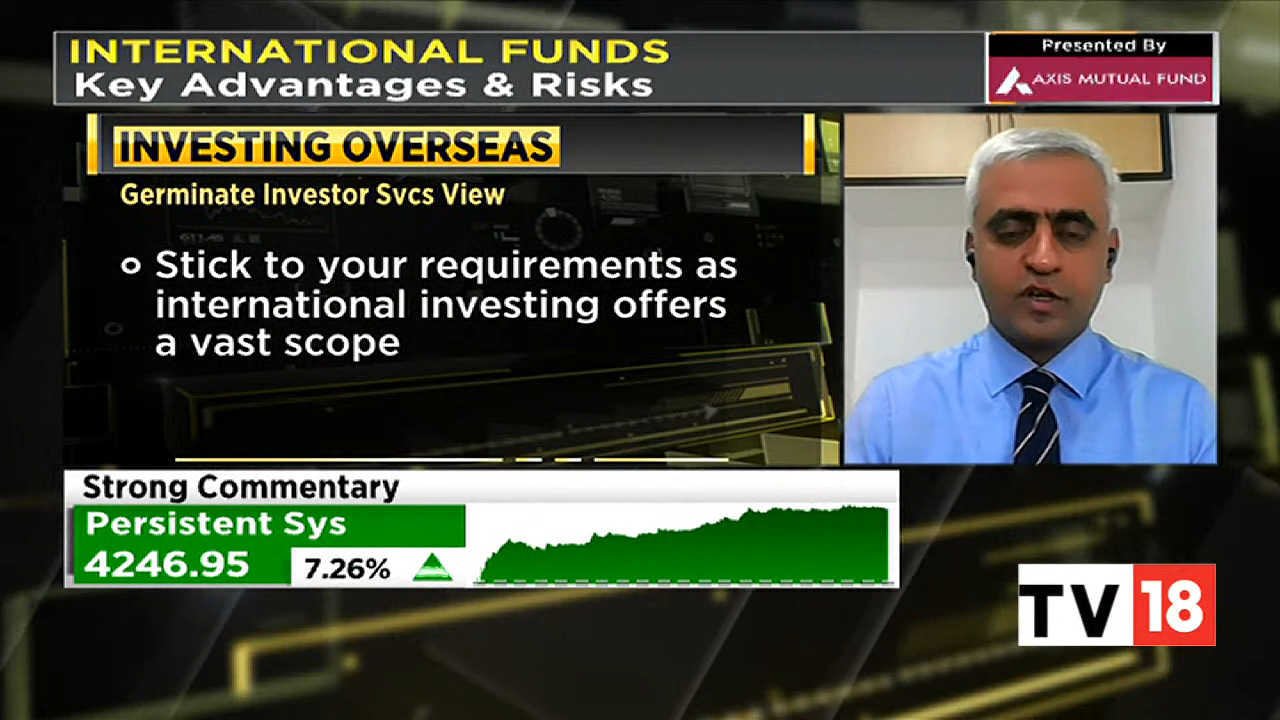 INTERNATIONAL FUNDS
Key Advantages & Risks
Presented By
AXIS MUTUAL FUND
INVESTING OVERSEAS
Germinate Investor Svcs View
Stick to your requirements as
international investing offers
a vast scope
Strong Commentary
Persistent Sys
4246.95 7.26%
TV18